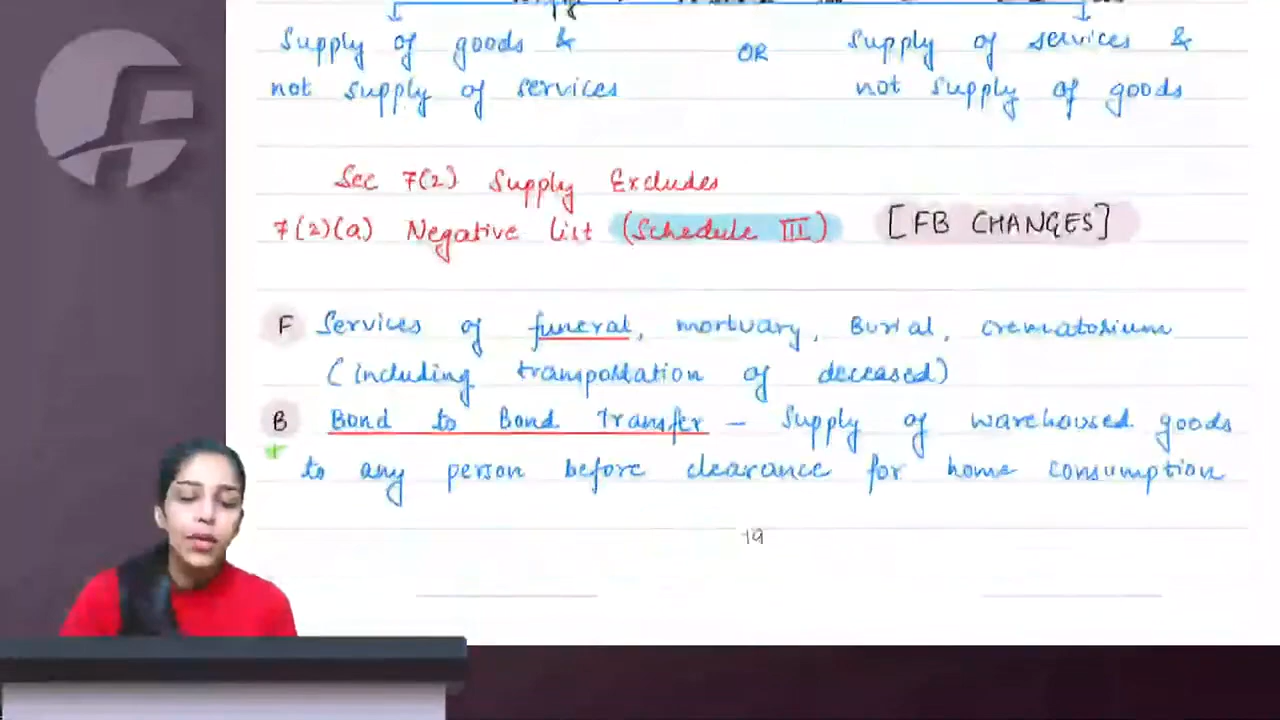 Supply of goods & OR Supply of services &
not supply of services not supply of goods
Sec 7(2) Supply Excludes
7(2)(a) Negative list (Schedule III) [FB CHANGES]
F Services of funeral, mortuary, Burial, crematorium
(including transportation of deceased)
B Bond to Bond Transfer – Supply of warehoused goods
to any person before clearance for home consumption
19